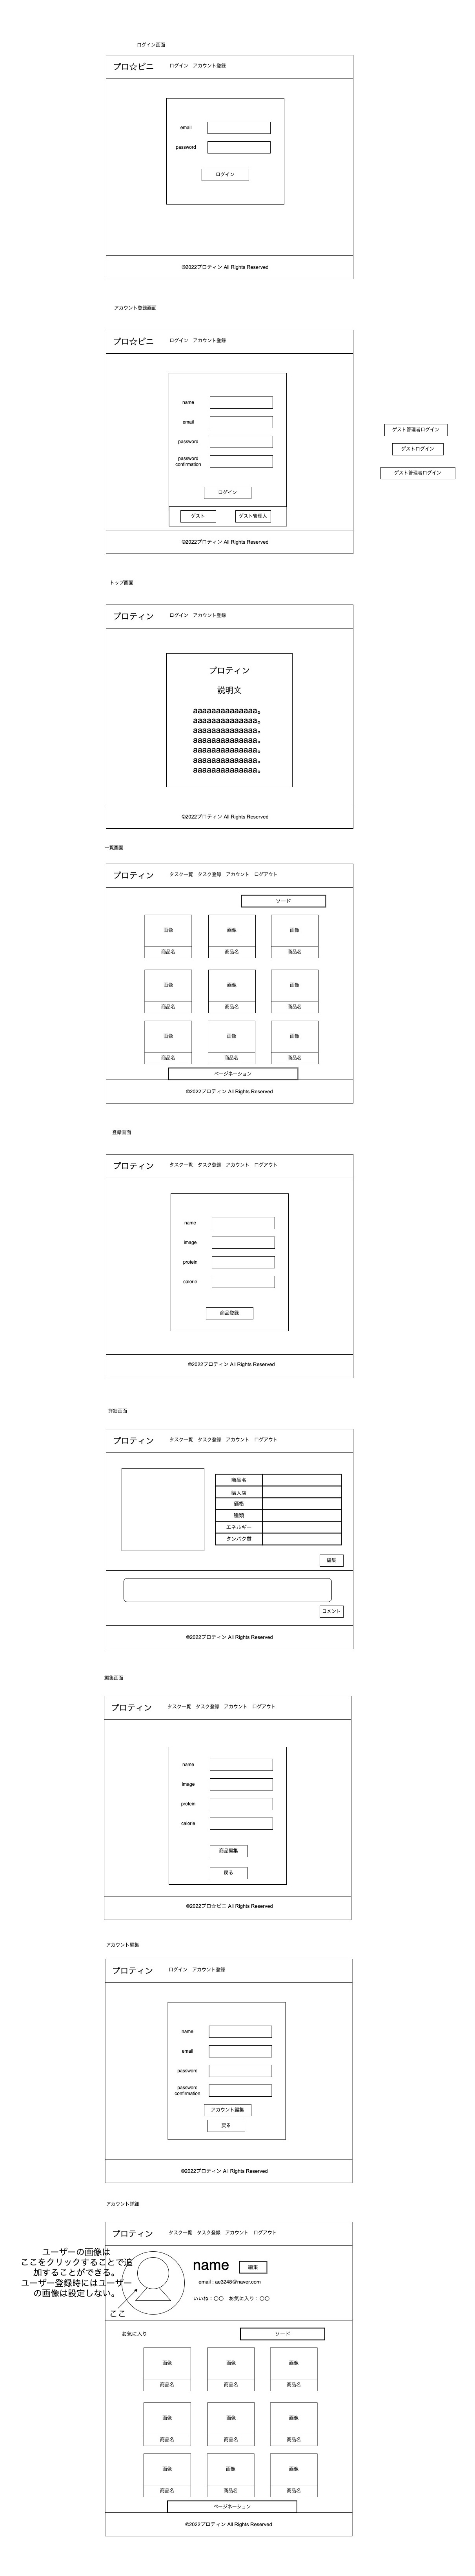 ログイン画面
プロ☆ビニ ログイン アカウント登録
email
password
ログイン
©2022プロティン All Rights Reserved
アカウント登録画面
プロ☆ビニ ログイン アカウント登録
name
email
password
password
confirmation
ログイン
ゲスト ゲスト管理人
©2022プロティン All Rights Reserved
ゲスト管理者ログイン
ゲストログイン
ゲスト管理者ログイン
トップ画面
プロティン ログイン アカウント登録
プロティン
説明文
aaaaaaaaaaaaaa。
aaaaaaaaaaaaaa。
aaaaaaaaaaaaaa。
aaaaaaaaaaaaaa。
aaaaaaaaaaaaaa。
aaaaaaaaaaaaaa。
aaaaaaaaaaaaaa。
©2022プロティン All Rights Reserved
一覧画面
プロティン タスク一覧 タスク登録 アカウント ログアウト
ソード
画像 画像 画像
商品名 商品名 商品名
画像 画像 画像
商品名 商品名 商品名
画像 画像 画像
商品名 商品名 商品名
ページネーション
©2022プロティン All Rights Reserved
登録画面
プロティン タスク一覧 タスク登録 アカウント ログアウト
name
image
protein
calorie
商品登録
©2022プロティン All Rights Reserved
詳細画面
プロティン タスク一覧 タスク登録 アカウント ログアウト
商品名
購入店
価格
種類
エネルギー
タンパク質
編集
コメント
©2022プロティン All Rights Reserved
編集画面
プロティン タスク一覧 タスク登録 アカウント ログアウト
name
image
protein
calorie
商品編集
戻る
©2022プロ☆ビニ All Rights Reserved
アカウント編集
プロティン ログイン アカウント登録
name
email
password
password
confirmation
アカウント編集
戻る
©2022プロティン All Rights Reserved
アカウント詳細
プロティン タスク一覧 タスク登録 アカウント ログアウト
ユーザーの画像は
ここをクリックすることで追
加することができる。
ユーザー登録時にはユーザー
の画像は設定しない。
ここ
name 編集
email : se3248@naver.com
いいね : 〇〇 お気に入り : 〇〇
お気に入り ソード
画像 画像 画像
商品名 商品名 商品名
画像 画像 画像
商品名 商品名 商品名
画像 画像 画像
商品名 商品名 商品名
ページネーション
©2022プロティン All Rights Reserved